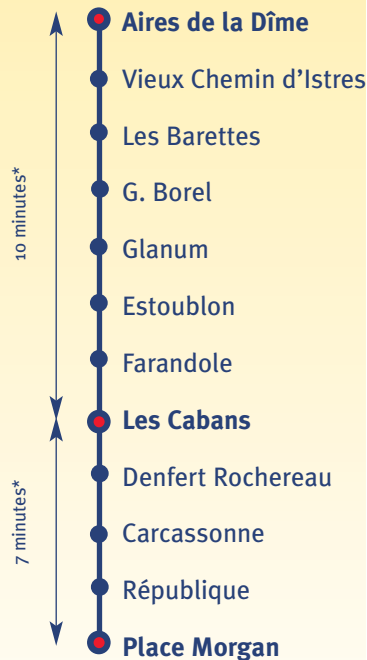 Aires de la Dîme
Vieux Chemin d’Istres
Les Barettes
10 minutes*
G. Borel
Glanum
Estoublon
Farandole
Les Cabans
Denfert Rochereau
7 minutes*
Carcassonne
République
Place Morgan